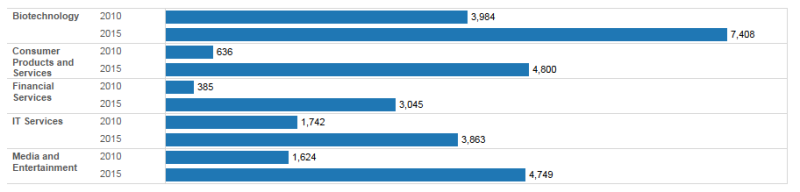 Biotechnology 2010 3,984
2015 7,408
Consumer 2010 636
Products and
Services 2015 4,800
Financial 2010 385
Services
2015 3,045
IT Services 2010 1,742
2015 3,863
Media and 2010 1,624
Entertainment
2015 4,749